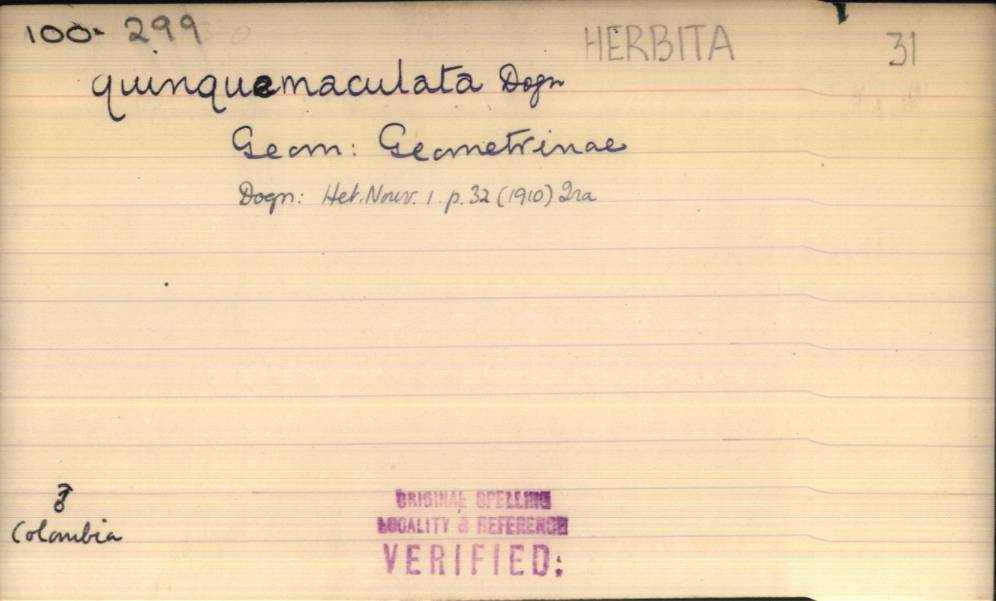 100. 299 HERBITA 31
quinquemaculata Dogn
Geom: Geometrinae
Dogn: Het. Nouv. 1. p. 32 (1910)
♂
Colombia
ORIGINAL SPELLING
LOCALITY & REFERENCE
VERIFIED: